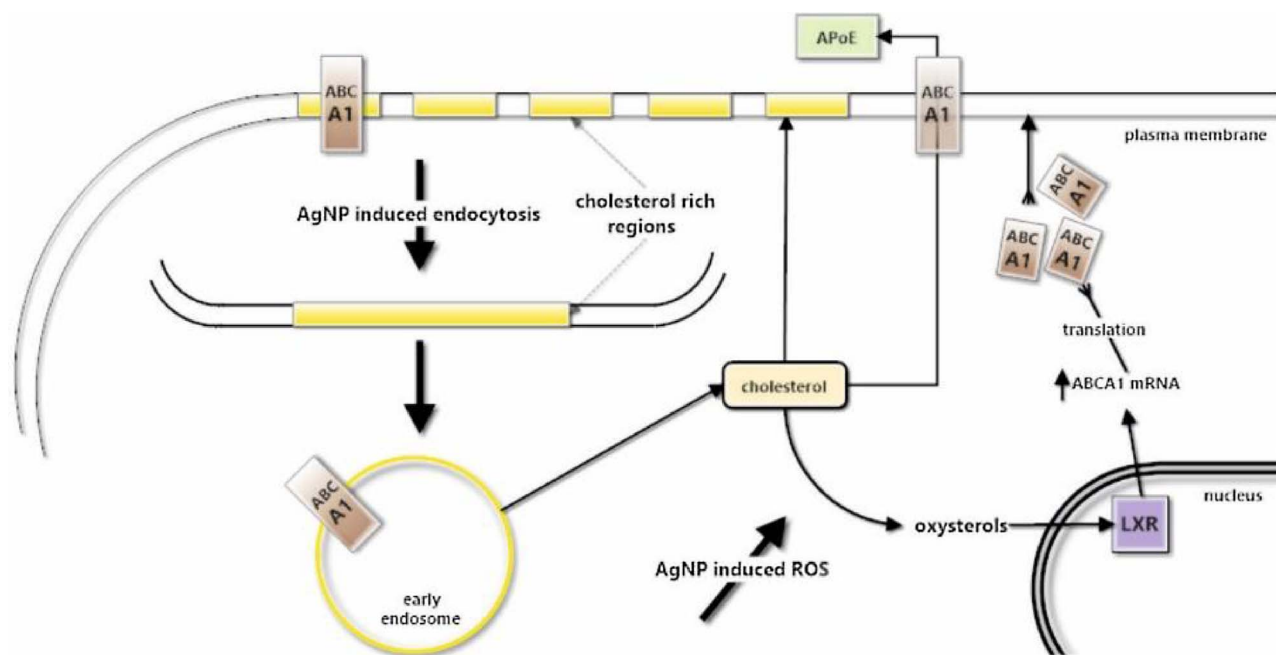 APoE
ABC
A1
ABC
A1
plasma membrane
AgNP induced endocytosis
cholesterol rich
regions
ABC
A1
ABC
A1
ABC
A1
translation
cholesterol
ABCA1 mRNA
ABC
A1
nucleus
oxysterols
LXR
AgNP induced ROS
early
endosome